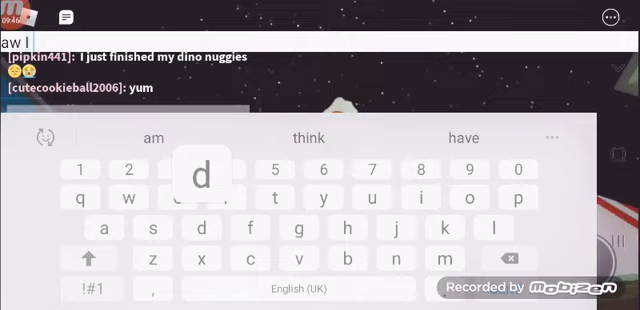 09:46
aw I
[pipkin441]: I just finished my dino nuggies
😔😭
[cutecookieball2006]: yum
am think have
1 2 5 6 7 8 9 0
d
q w t y u i o p
a s d f g h j k l
z x c v b n m
!#1 , English (UK) .
Recorded by Mobizen